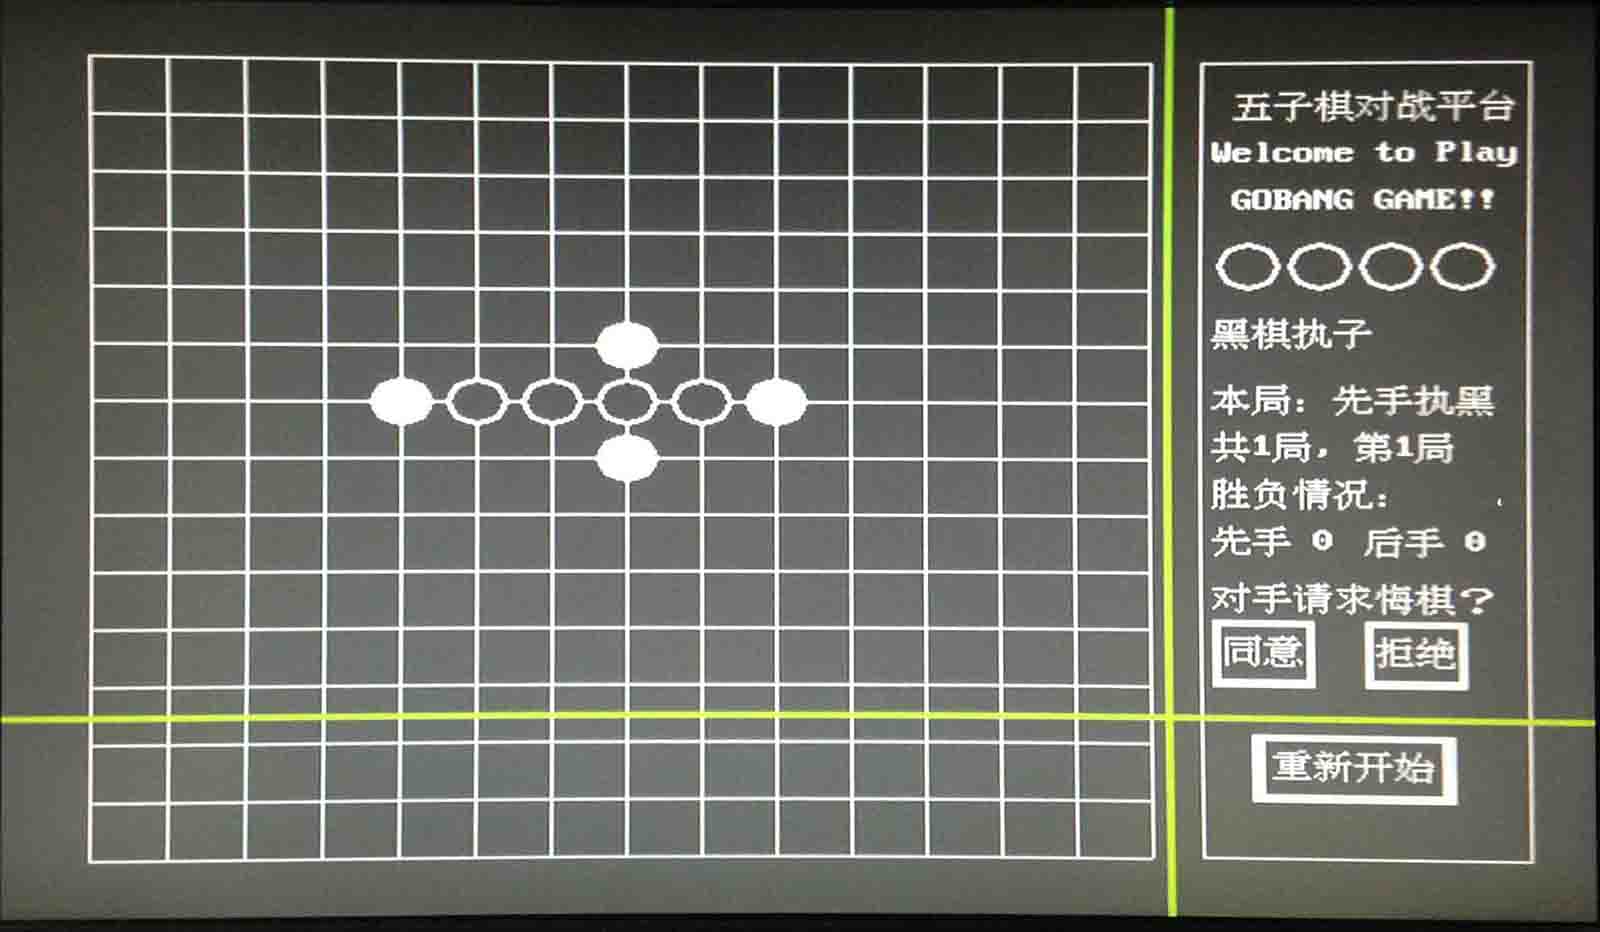 五子棋对战平台
Welcome to Play
GOBANG GAME!!
黑棋执子
本局：先手执黑
共1局，第1局
胜负情况：
先手 0 后手 0
对手请求悔棋？
同意 拒绝
重新开始